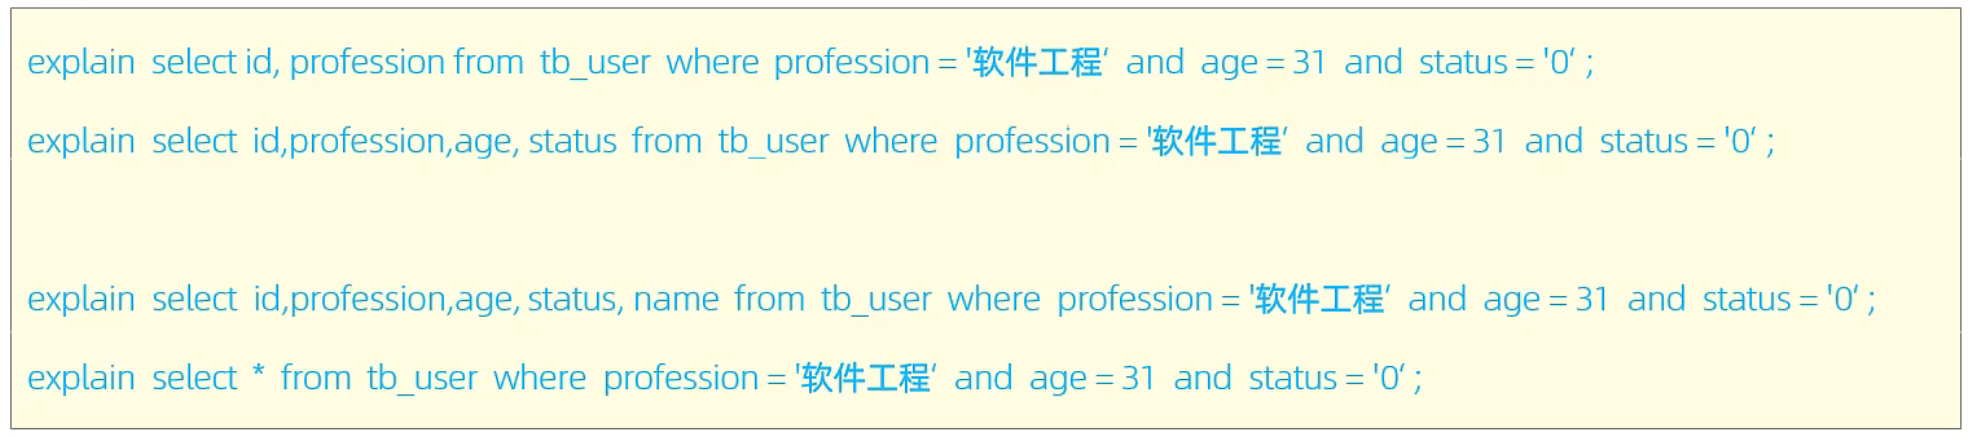 explain select id, profession from tb_user where profession = '软件工程‘ and age = 31 and status = '0‘ ;
explain select id,profession,age, status from tb_user where profession = '软件工程‘ and age = 31 and status = '0‘ ;
explain select id,profession,age, status, name from tb_user where profession = '软件工程‘ and age = 31 and status = '0‘ ;
explain select * from tb_user where profession = '软件工程‘ and age = 31 and status = '0‘ ;